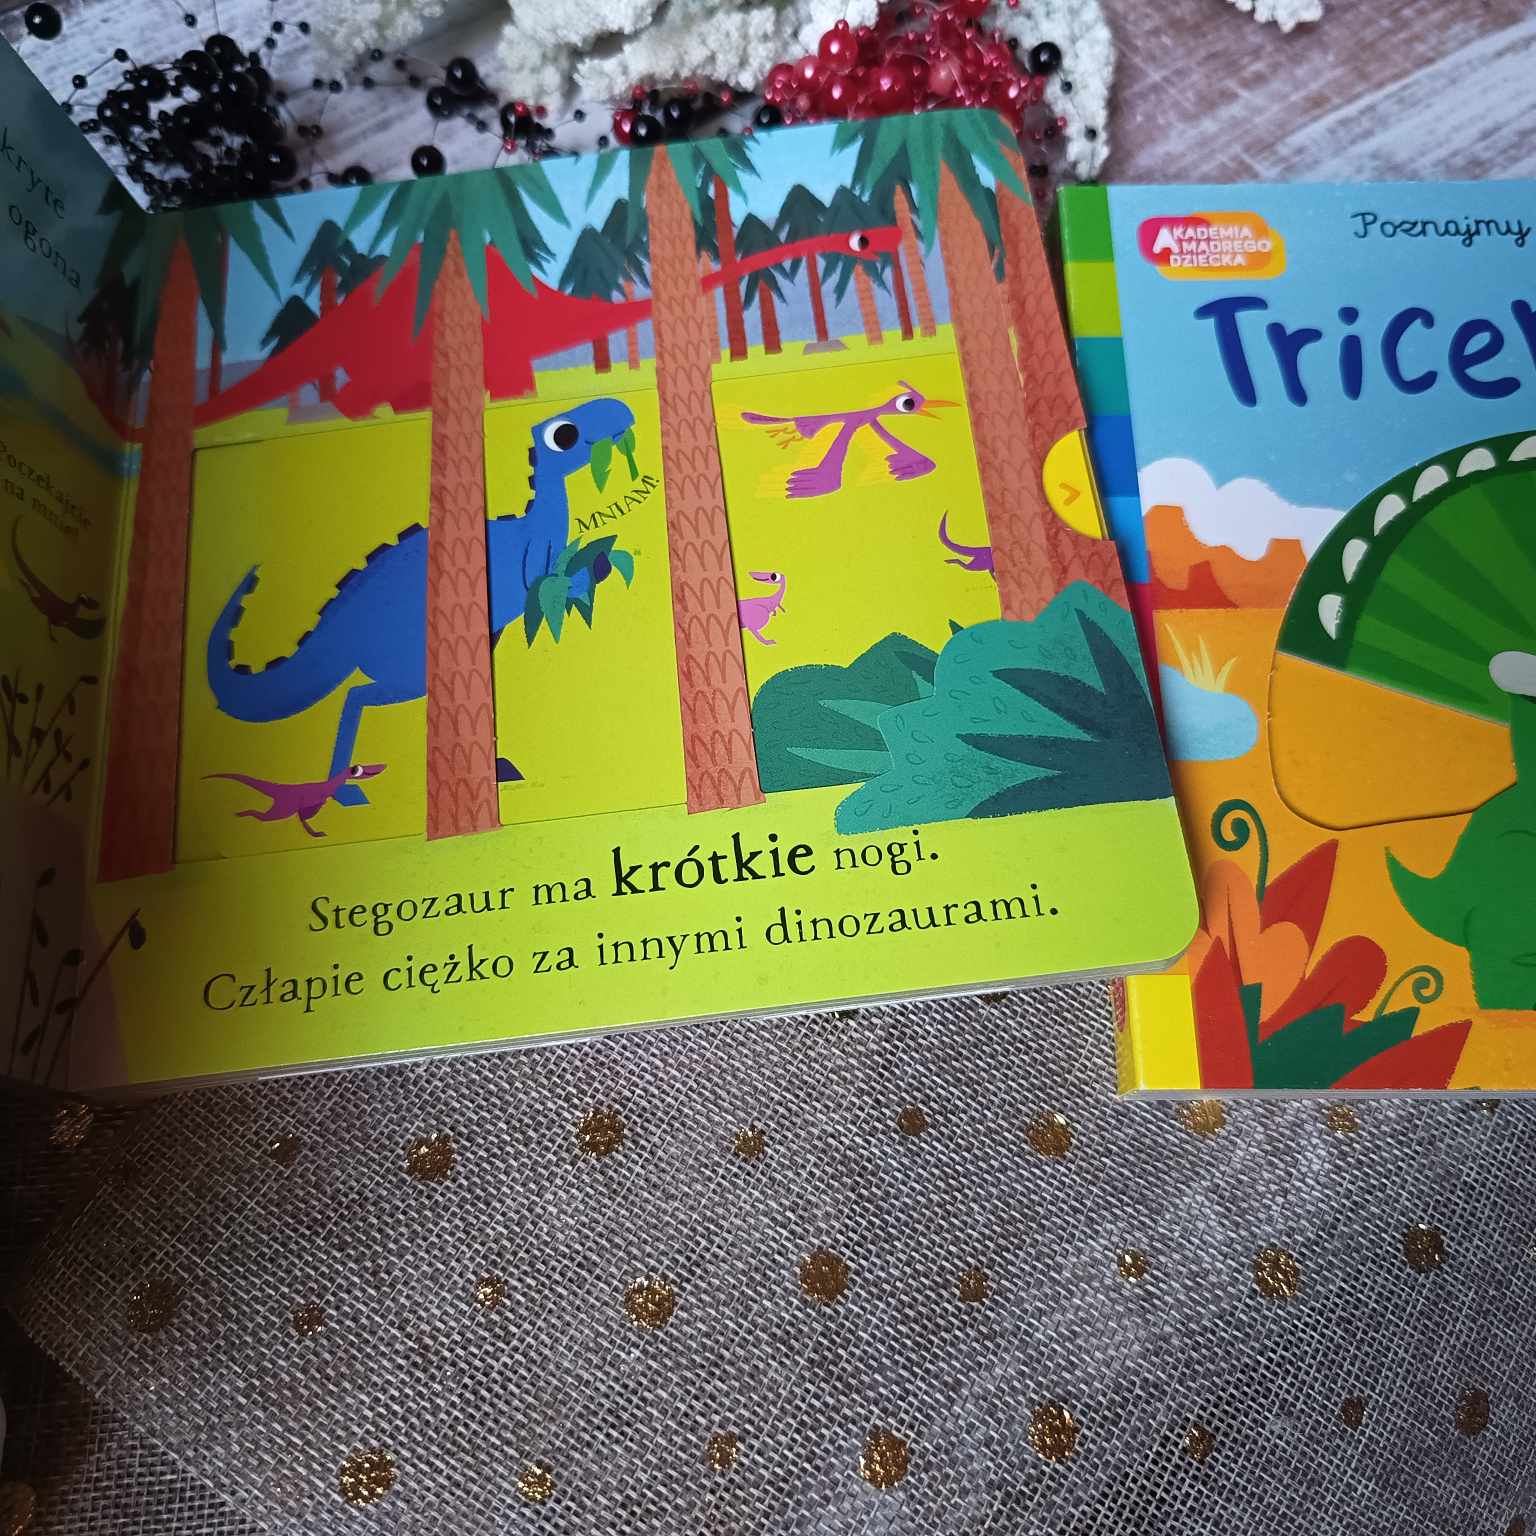 kryte
ogona
Poczekajcie
na mnie!
MNIAM!
Stegozaur ma krótkie nogi.
Człapie ciężko za innymi dinozaurami.
AKADEMIA
MĄDREGO
DZIECKA
Poznajmy
Tricer